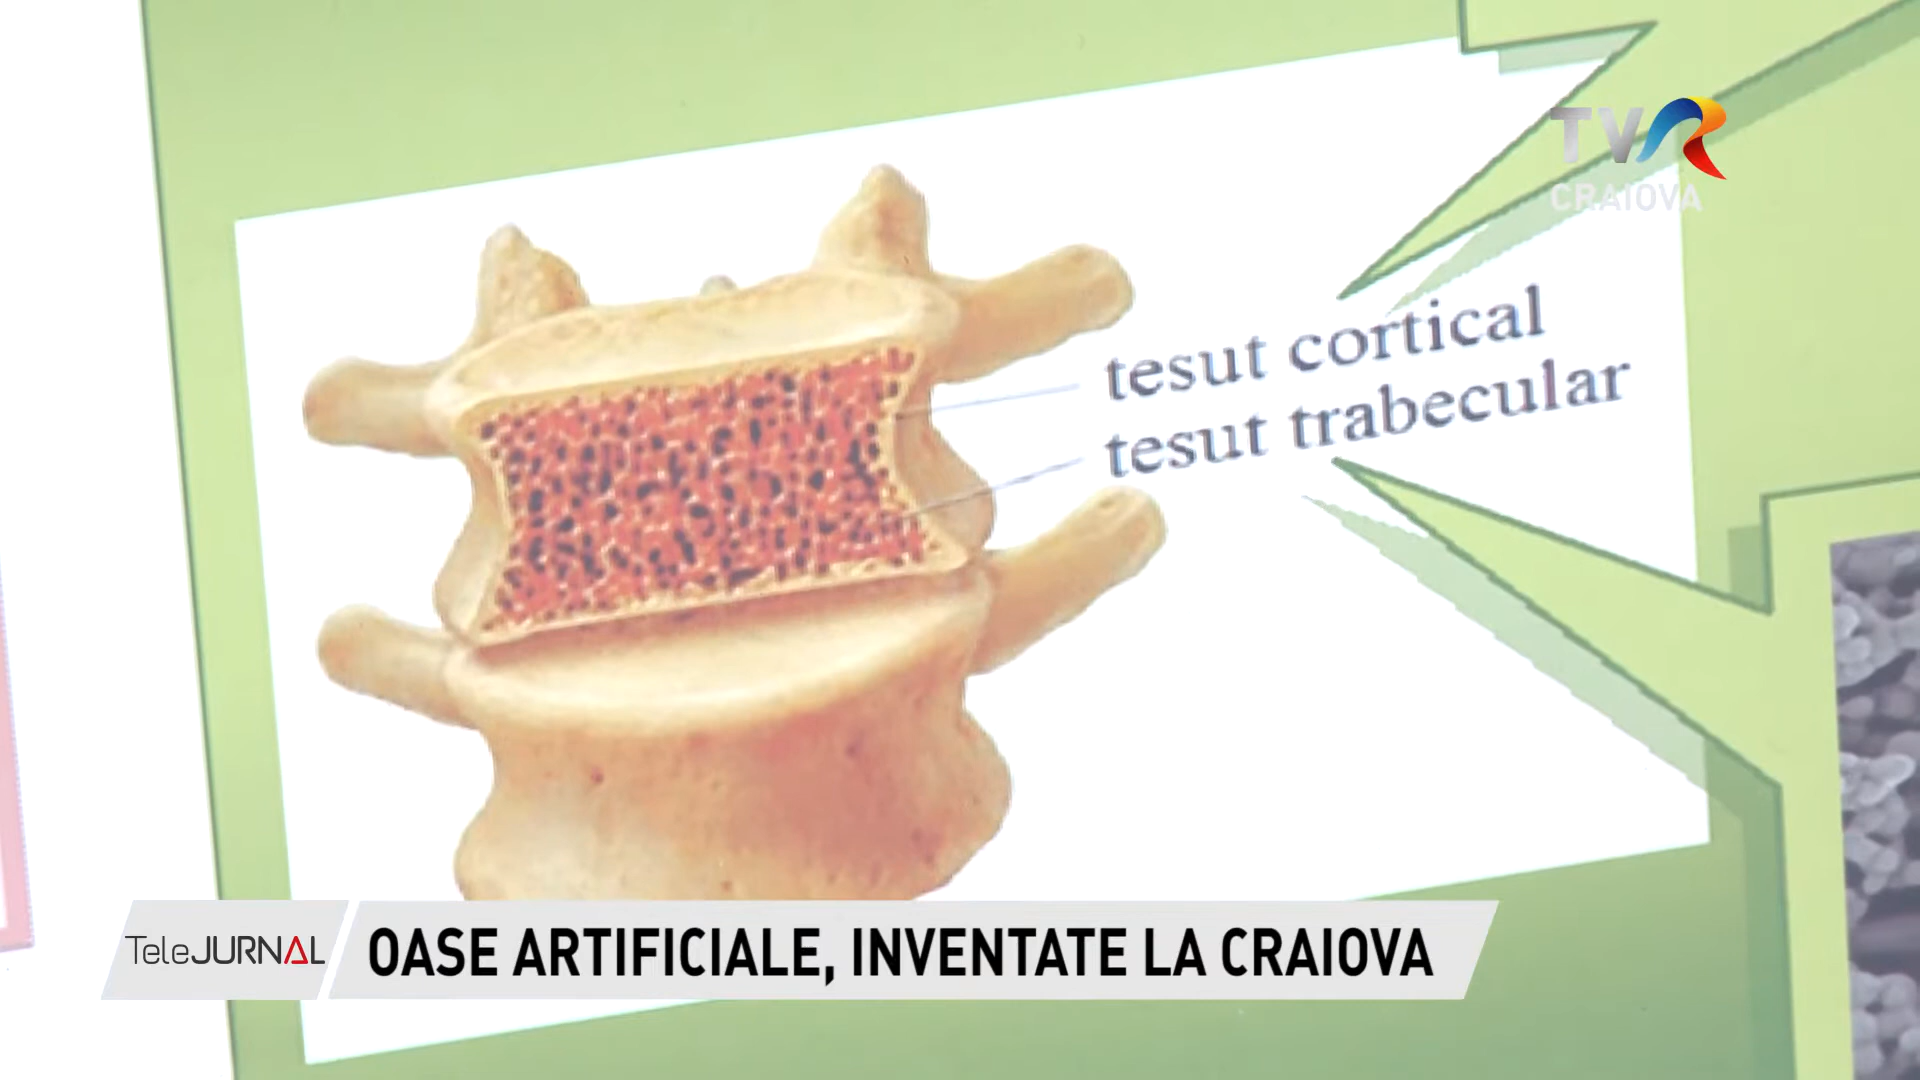 TVR
CRAIOVA
tesut cortical
tesut trabecular
TeleJURNAL
OASE ARTIFICIALE, INVENTATE LA CRAIOVA